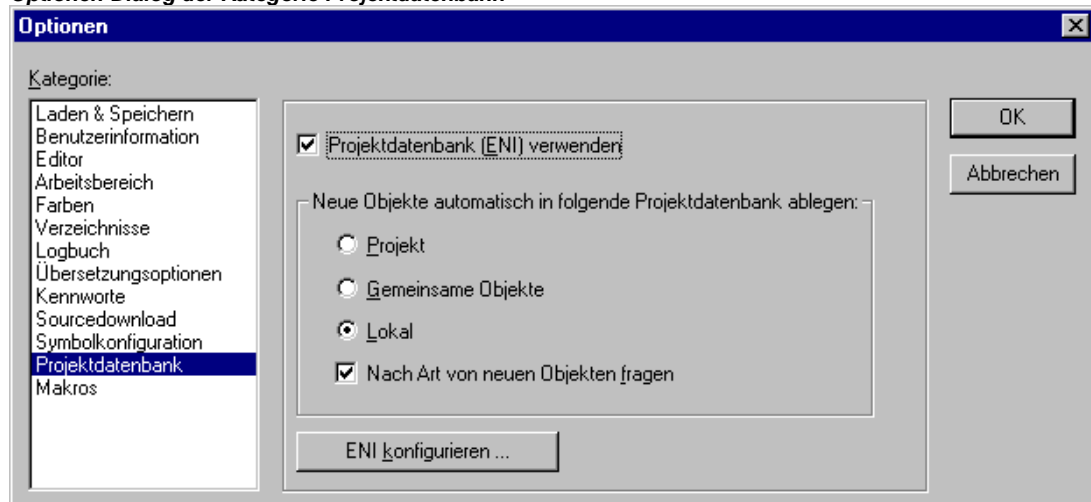 Optionen Dialog der Kategorie Projektdatenbank
Optionen
Kategorie:
Laden & Speichern
Benutzerinformation
Editor
Arbeitsbereich
Farben
Verzeichnisse
Logbuch
Übersetzungsoptionen
Kennworte
Sourcedownload
Symbolkonfiguration
Projektdatenbank
Makros
Projektdatenbank (ENI) verwenden
Neue Objekte automatisch in folgende Projektdatenbank ablegen:
Projekt
Gemeinsame Objekte
Lokal
Nach Art von neuen Objekten fragen
ENI konfigurieren ...
OK
Abbrechen